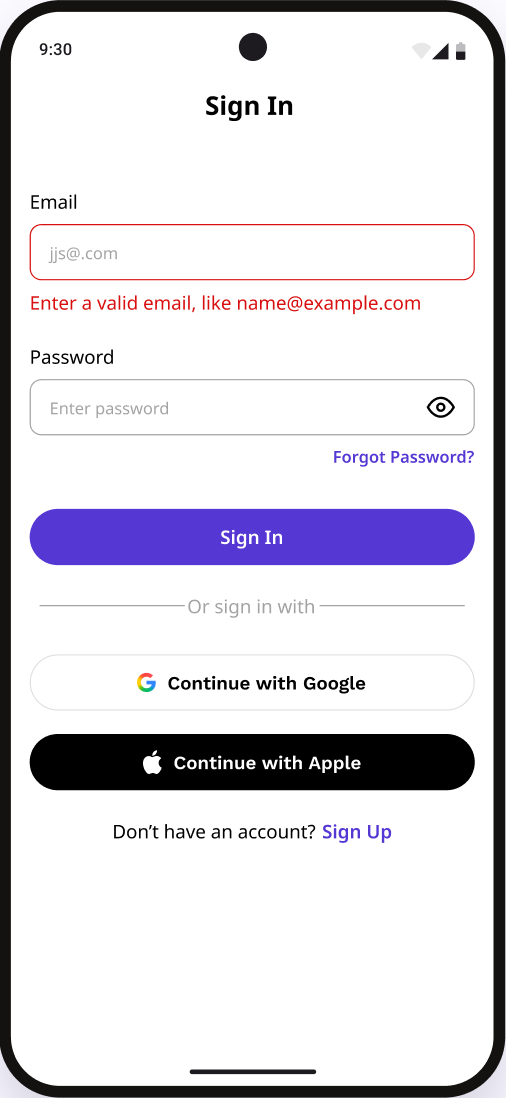 9:30
Sign In
Email
jjs@.com
Enter a valid email, like name@example.com
Password
Enter password
Forgot Password?
Sign In
Or sign in with
Continue with Google
Continue with Apple
Don’t have an account? Sign Up